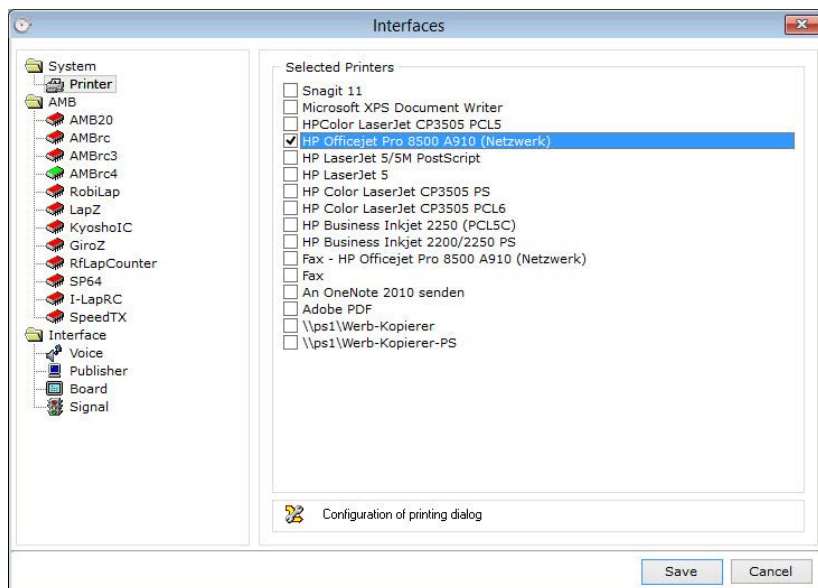 Interfaces
System
Printer
AMB
AMB20
AMBrc
AMBrc3
AMBrc4
RobiLap
LapZ
KyoshoIC
GiroZ
RfLapCounter
SP64
I-LapRC
SpeedTX
Interface
Voice
Publisher
Board
Signal
Selected Printers
Snagit 11
Microsoft XPS Document Writer
HPColor LaserJet CP3505 PCL5
HP Officejet Pro 8500 A910 (Netzwerk)
HP LaserJet 5/5M PostScript
HP LaserJet 5
HP Color LaserJet CP3505 PS
HP Color LaserJet CP3505 PCL6
HP Business Inkjet 2250 (PCL5C)
HP Business Inkjet 2200/2250 PS
Fax - HP Officejet Pro 8500 A910 (Netzwerk)
Fax
An OneNote 2010 senden
Adobe PDF
\\ps1\Werb-Kopierer
\\ps1\Werb-Kopierer-PS
Configuration of printing dialog
Save
Cancel